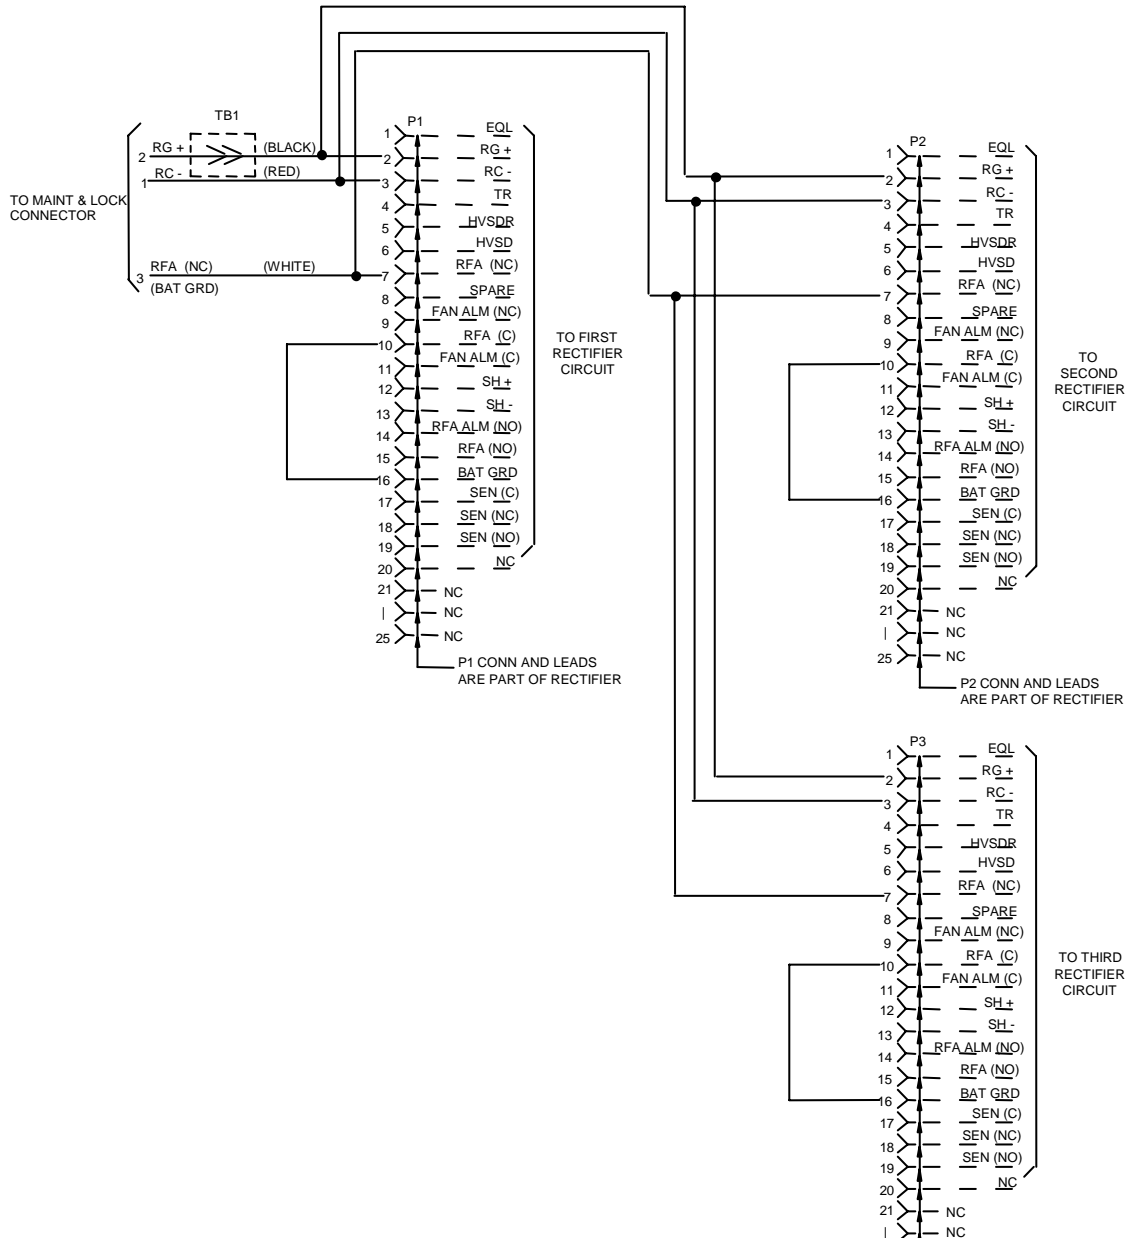 TB1
2 RG + (BLACK)
1 RC - (RED)
TO MAINT & LOCK
CONNECTOR
3 RFA (NC) (WHITE)
(BAT GRD)
P1
1 EQL
2 RG +
3 RC -
4 TR
5 HVSDR
6 HVSD
7 RFA (NC)
8 SPARE
9 FAN ALM (NC)
10 RFA (C)
11 FAN ALM (C)
12 SH +
13 SH -
14 RFA ALM (NO)
15 RFA (NO)
16 BAT GRD
17 SEN (C)
18 SEN (NC)
19 SEN (NO)
20 NC
21 NC
| NC
25 NC
TO FIRST
RECTIFIER
CIRCUIT
P1 CONN AND LEADS
ARE PART OF RECTIFIER
P2
1 EQL
2 RG +
3 RC -
4 TR
5 HVSDR
6 HVSD
7 RFA (NC)
8 SPARE
9 FAN ALM (NC)
10 RFA (C)
11 FAN ALM (C)
12 SH +
13 SH -
14 RFA ALM (NO)
15 RFA (NO)
16 BAT GRD
17 SEN (C)
18 SEN (NC)
19 SEN (NO)
20 NC
21 NC
| NC
25 NC
TO
SECOND
RECTIFIER
CIRCUIT
P2 CONN AND LEADS
ARE PART OF RECTIFIER
P3
1 EQL
2 RG +
3 RC -
4 TR
5 HVSDR
6 HVSD
7 RFA (NC)
8 SPARE
9 FAN ALM (NC)
10 RFA (C)
11 FAN ALM (C)
12 SH +
13 SH -
14 RFA ALM (NO)
15 RFA (NO)
16 BAT GRD
17 SEN (C)
18 SEN (NC)
19 SEN (NO)
20 NC
21 NC
| NC
TO THIRD
RECTIFIER
CIRCUIT